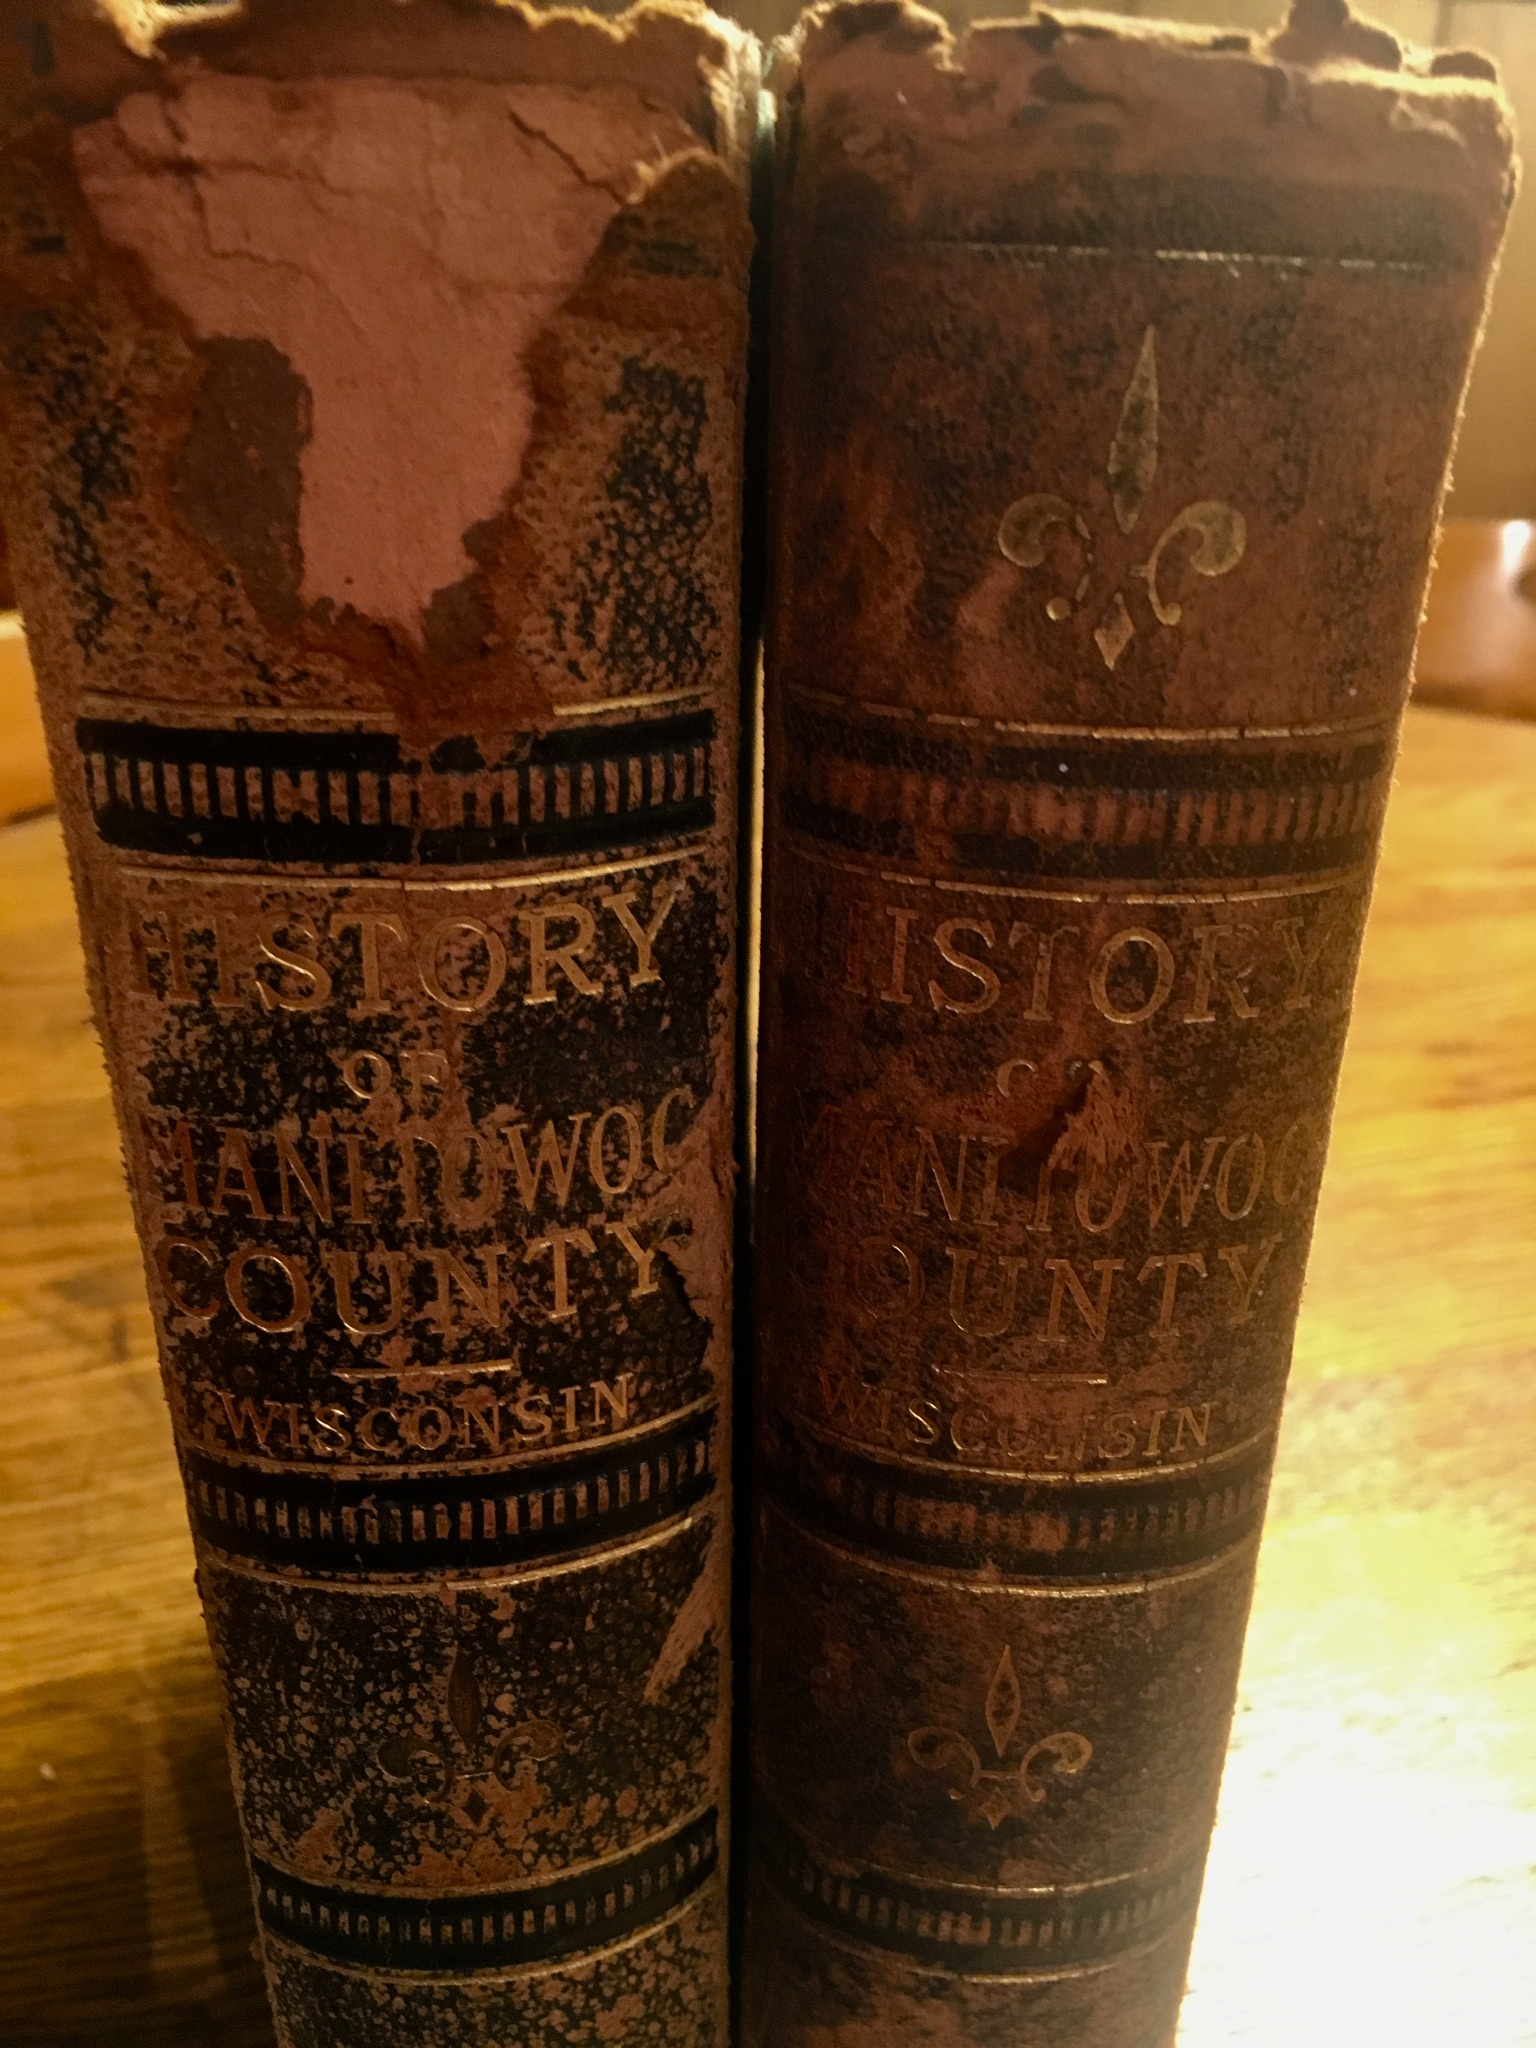 HISTORY
OF
MANITOWOC
COUNTY
WISCONSIN
HISTORY
MANITOWOC
COUNTY
WISCONSIN